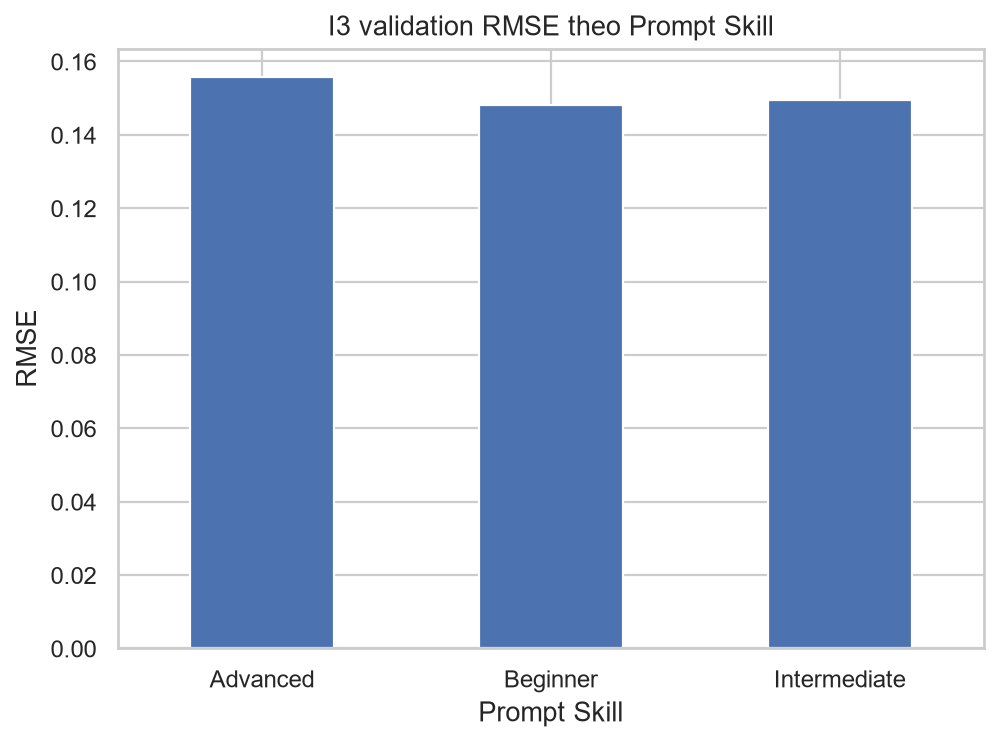 I3 validation RMSE theo Prompt Skill
0.16
0.14
0.12
0.10
0.08
0.06
0.04
0.02
0.00
RMSE
Advanced
Beginner
Intermediate
Prompt Skill